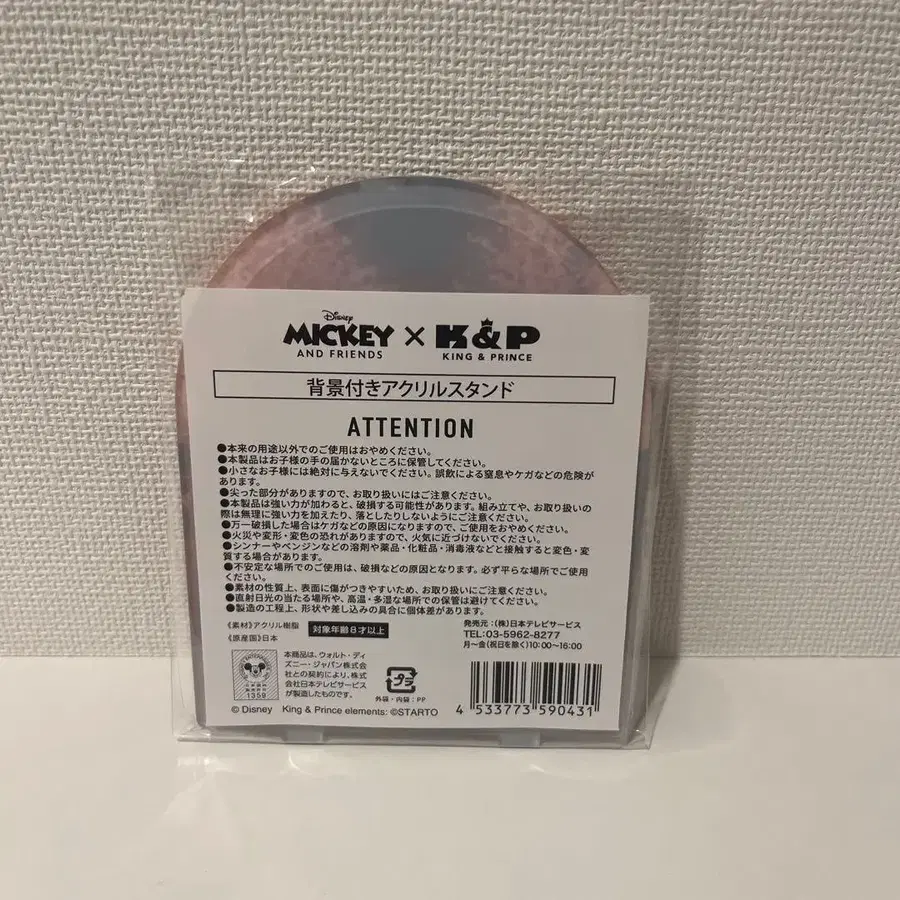 Disney
MICKEY × K&P
AND FRIENDS KING & PRINCE
背景付きアクリルスタンド
ATTENTION
●本来の用途以外でのご使用はおやめください。
●本製品はお子様の手の届かないところに保管してください。
●小さなお子様には絶対に与えないでください。誤飲による窒息やケガなどの危険が
あります。
●尖った部分がありますので、お取り扱いにはご注意ください。
●本製品は強い力が加わると、破損する可能性があります。組み立てや、お取り扱いの
際は無理に強い力を加えたり、落としたりしないようにご注意ください。
●万一破損した場合はケガなどの原因になりますので、ご使用をおやめください。
●火災や変形・変色の恐れがありますので、火気に近づけないでください。
●シンナーやベンジンなどの溶剤や薬品・化粧品・消毒液などと接触すると変色・変
質する場合があります。
●不安定な場所でのご使用は、破損などの原因となります。必ず平らな場所でご使用
ください。
●素材の性質上、表面に傷がつきやすいため、お取り扱いにご注意ください。
●直射日光の当たる場所や、高温・多湿な場所での保管は避けてください。
●製造の工程上、形状や差し込みの具合に個体差があります。
《素材》アクリル樹脂
《原産国》日本
対象年齢8才以上
発売元:(株)日本テレビサービス
TEL:03-5962-8277
月〜金(祝日を除く)10:00〜16:00
本商品は、ウォルト・ディ
ズニー・ジャパン株式会
社との契約により、株式
会社日本テレビサービス
が製造したものです。
1350
プラ
外袋・内袋:PP
4 533773 590431
© Disney King & Prince elements: ©STARTO